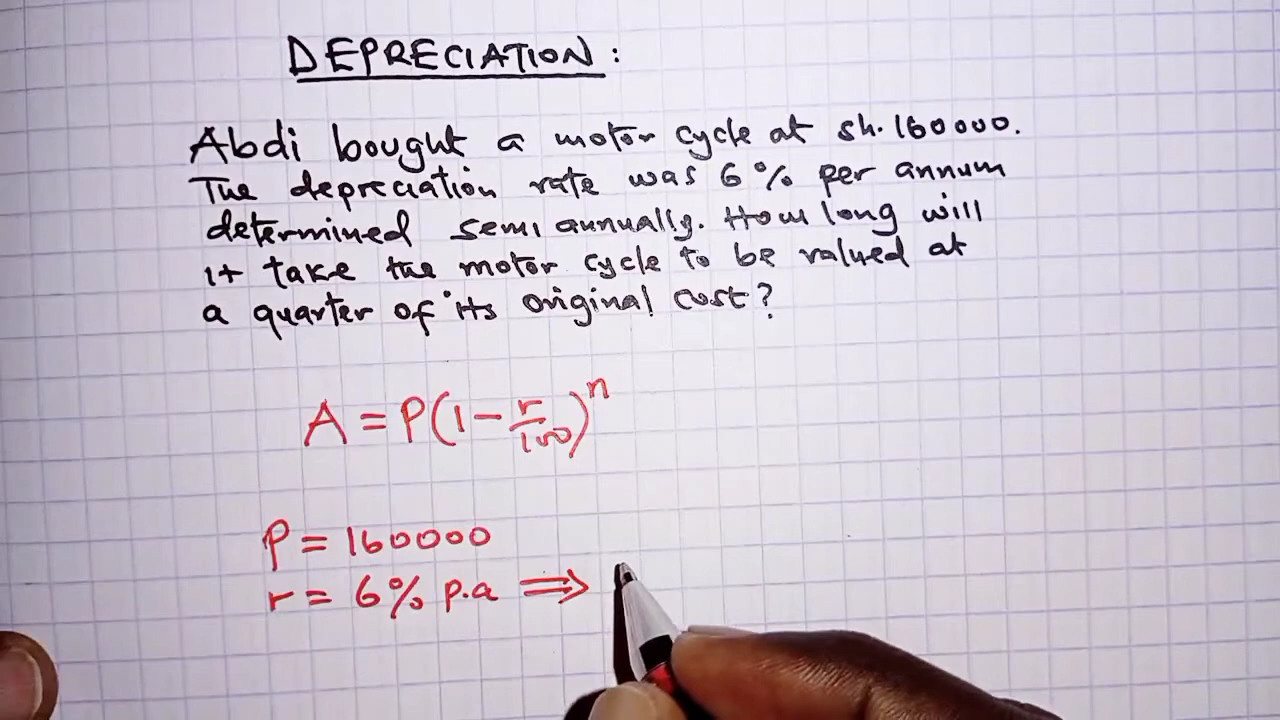 DEPRECIATION:
Abdi bought a motor cycle at sh. 160000.
The depreciation rate was 6% per annum
determined semi annually. How long will
it take the motor cycle to be valued at
a quarter of its original cost?
A = P(1 - r/100)^n
P = 160000
r = 6% p.a ⇒